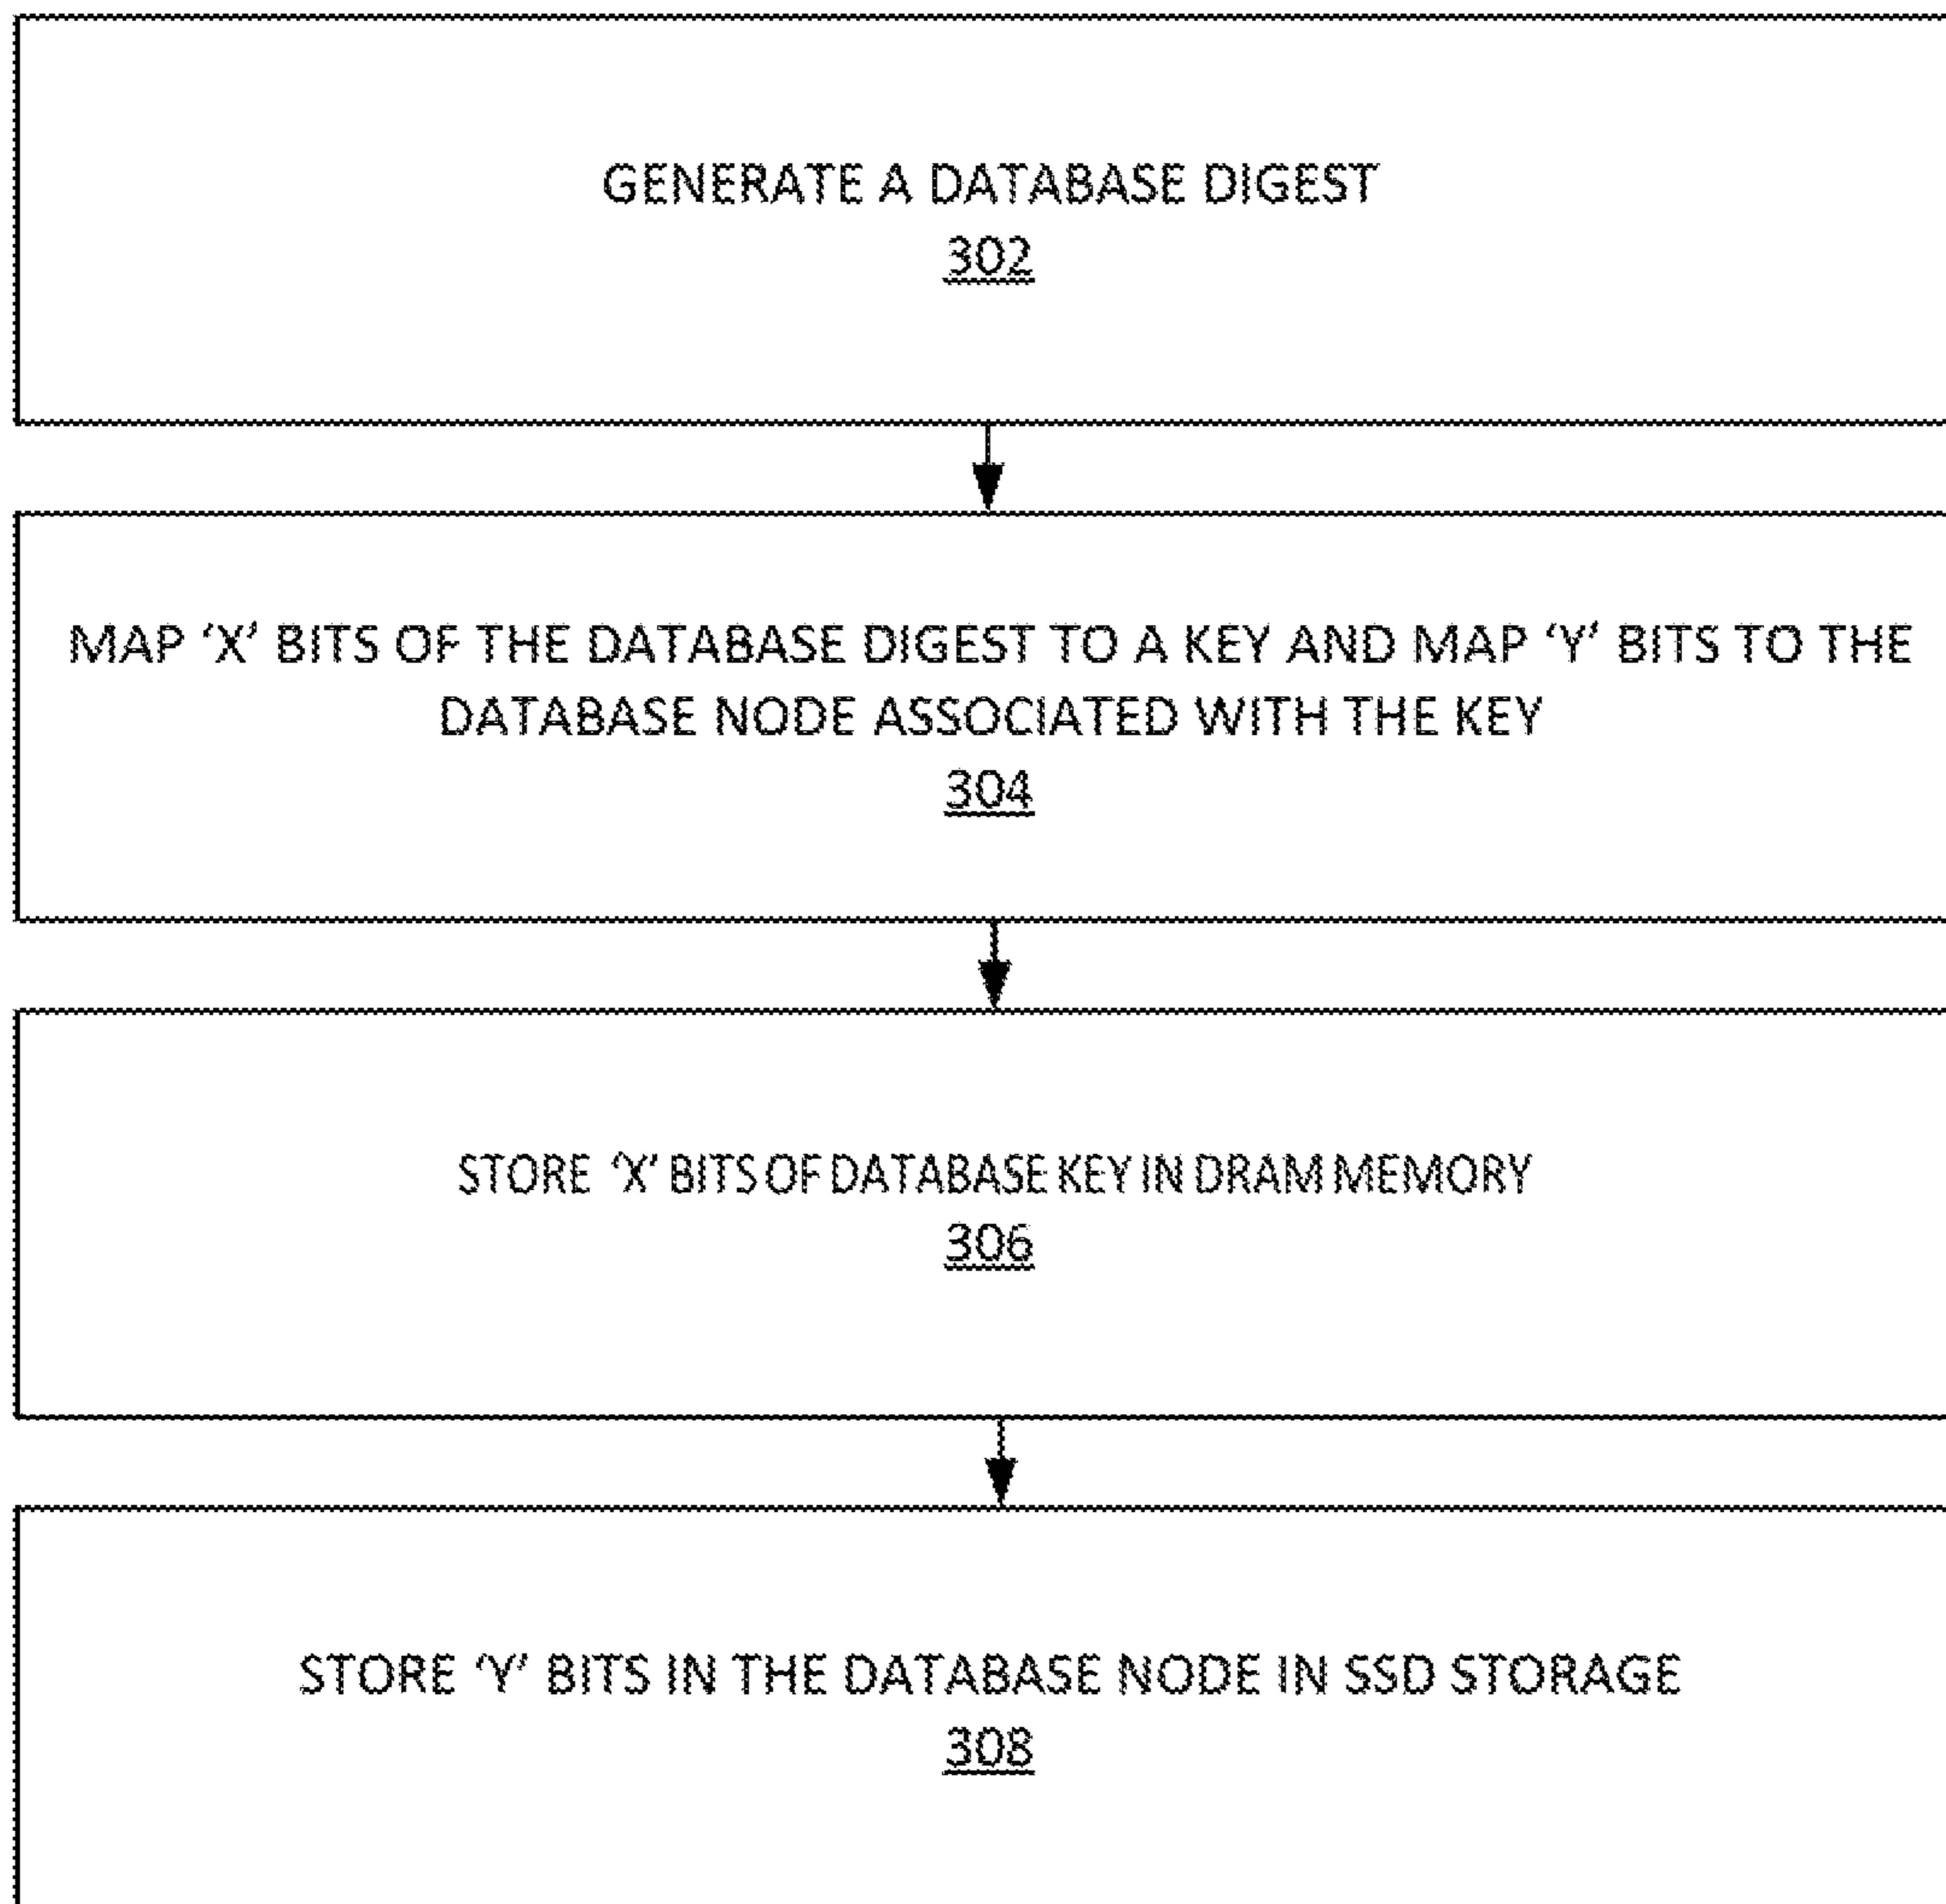 GENERATE A DATABASE DIGEST
302
MAP ‘X’ BITS OF THE DATABASE DIGEST TO A KEY AND MAP ‘Y’ BITS TO THE
DATABASE NODE ASSOCIATED WITH THE KEY
304
STORE ‘X’ BITS OF DATABASE KEY IN DRAM MEMORY
306
STORE ‘Y’ BITS IN THE DATABASE NODE IN SSD STORAGE
308